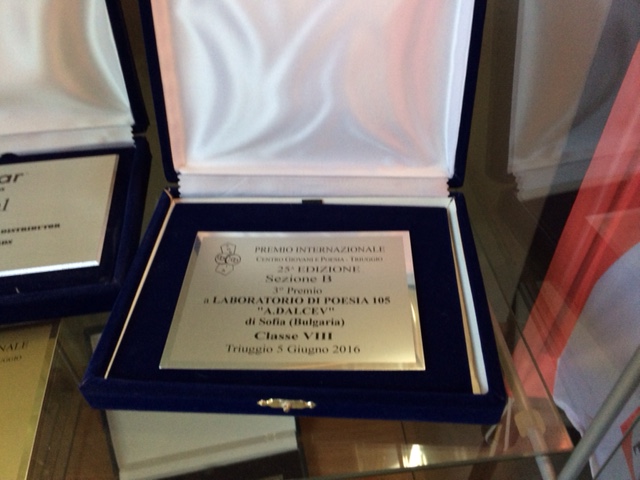 PREMIO INTERNAZIONALE
CENTRO GIOVANI E POESIA - TRIUGGIO
25ª EDIZIONE
Sezione B
3° Premio
a LABORATORIO DI POESIA 105
"A.DALCEV"
di Sofia (Bulgaria)
Classe VIII
Triuggio 5 Giugno 2016
DISTRIBUTOR